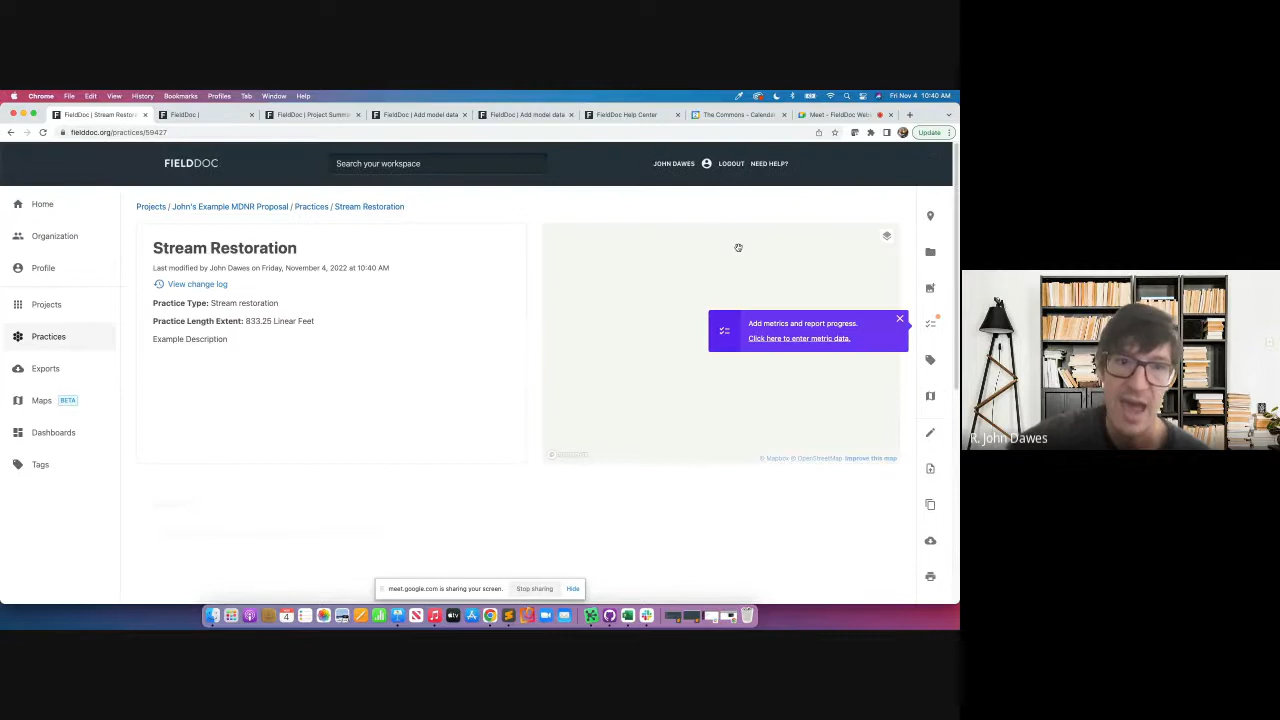 Chrome File Edit View History Bookmarks Profiles Tab Window Help
Fri Nov 4 10:40 AM
FieldDoc | Stream Restora
FieldDoc |
FieldDoc | Project Summa
FieldDoc | Add model data
FieldDoc | Add model data
FieldDoc Help Center
The Commons - Calenda
Meet - FieldDoc Web
fielddoc.org/practices/59427
Update
FIELDDOC
Search your workspace
JOHN DAWES
LOGOUT
NEED HELP?
Home
Organization
Profile
Projects
Practices
Exports
Maps BETA
Dashboards
Tags
Projects / John's Example MDNR Proposal / Practices / Stream Restoration
Stream Restoration
Last modified by John Dawes on Friday, November 4, 2022 at 10:40 AM
View change log
Practice Type: Stream restoration
Practice Length Extent: 833.25 Linear Feet
Example Description
Add metrics and report progress.
Click here to enter metric data.
© Mapbox © OpenStreetMap Improve this map
R. John Dawes
meet.google.com is sharing your screen.
Stop sharing
Hide